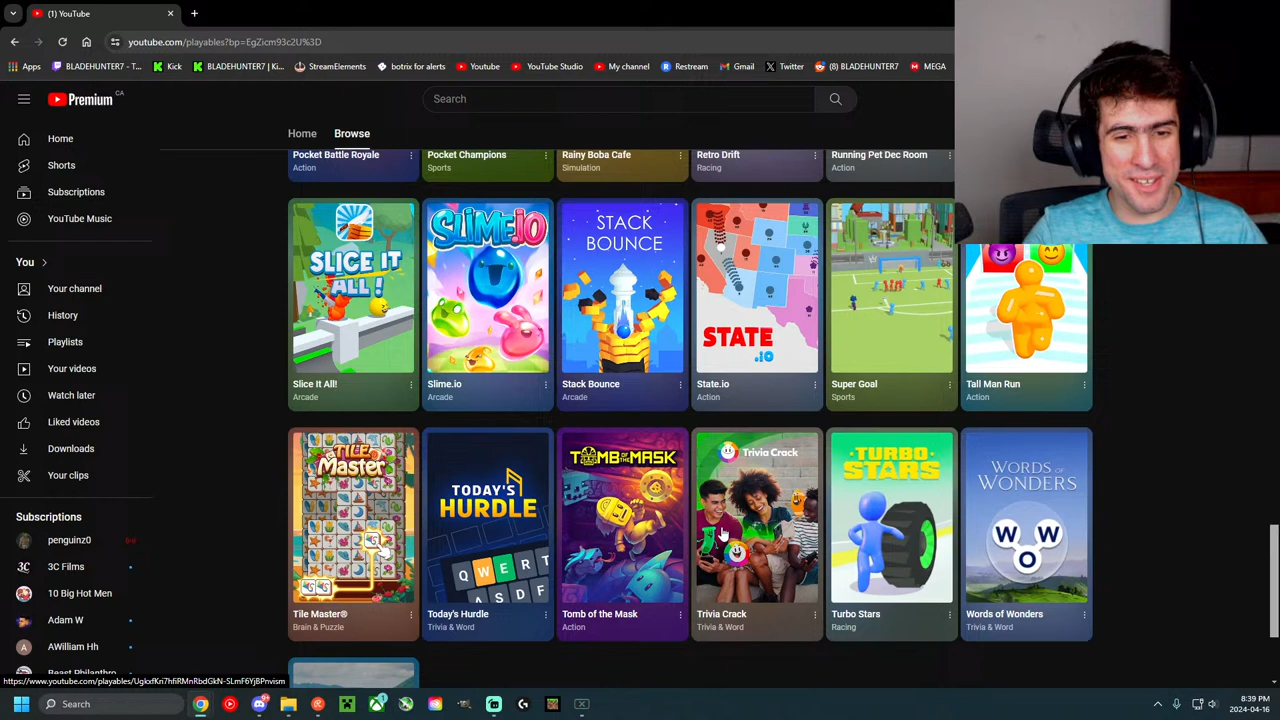 (1) YouTube
youtube.com/playables?bp=EgZicm93c2U%3D
Apps
BLADEHUNTER7 - T...
Kick
BLADEHUNTER7 | Ki...
StreamElements
botrix for alerts
Youtube
YouTube Studio
My channel
Restream
Gmail
Twitter
(8) BLADEHUNTER7 |...
MEGA
Premium CA
Search
Home
Browse
Home
Shorts
Subscriptions
YouTube Music
You
Your channel
History
Playlists
Your videos
Watch later
Liked videos
Downloads
Your clips
Subscriptions
penguinz0
3C Films
10 Big Hot Men
Adam W
AWilliam Hh
Beast Philanthro
Pocket Battle Royale
Action
Pocket Champions
Sports
Rainy Boba Cafe
Simulation
Retro Drift
Racing
Running Pet Dec Room
Action
SLICE IT
ALL!
Slice It All!
Arcade
SLIME.IO
Slime.io
Arcade
STACK
BOUNCE
Stack Bounce
Arcade
STATE
.IO
State.io
Action
Super Goal
Sports
Tall Man Run
Action
TILE
MASTER
Tile Master®
Brain & Puzzle
TODAY'S
HURDLE
QWERT
ASDF
Today's Hurdle
Trivia & Word
TOMB OF THE MASK
Tomb of the Mask
Action
Trivia Crack
Trivia Crack
Trivia & Word
TURBO
STARS
Turbo Stars
Racing
WORDS OF
WONDERS
W W
O
Words of Wonders
Trivia & Word
Search
8:39 PM
2024-04-16